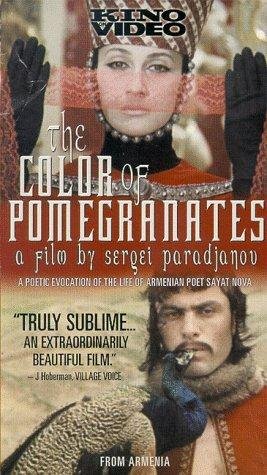 KINO
ON
VIDEO
the
COLOR of
POMEGRANATES
a film by sergei paradjanov
A POETIC EVOCATION OF THE LIFE OF ARMENIAN POET SAYAT NOVA
"TRULY SUBLIME...
AN EXTRAORDINARILY
BEAUTIFUL FILM."
– J Hoberman, VILLAGE VOICE
FROM ARMENIA